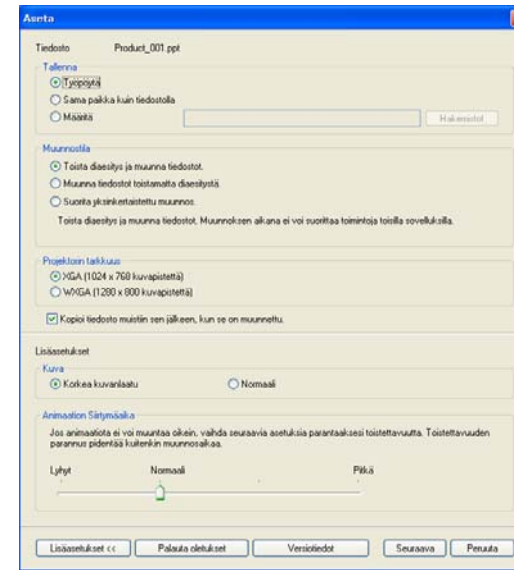 Aseta
Tiedosto Product_001.ppt
Tallenna
Työpöytä
Sama paikka kuin tiedostolla
Määritä Hakemistot
Muunnostila
Toista diaesitys ja muunna tiedostot.
Muunna tiedostot toistamatta diaesitystä.
Suorita yksinkertaistettu muunnos.
Toista diaesitys ja muunna tiedostot. Muunnoksen aikana ei voi suorittaa toimintoja toisilla sovelluksilla.
Projektorin tarkkuus
XGA (1024 x 768 kuvapistettä)
WXGA (1280 x 800 kuvapistettä)
Kopioi tiedosto muistiin sen jälkeen, kun se on muunnettu.
Lisäasetukset
Kuva
Korkea kuvanlaatu Normaali
Animaation Siirtymäaika
Jos animaatiota ei voi muuntaa oikein, vaihda seuraavia asetuksia parantaaksesi toistettavuutta. Toistettavuuden
parannus pidentää kuitenkin muunnosaikaa.
Lyhyt Normaali Pitkä
Lisäasetukset << Palauta oletukset Versiotiedot Seuraava Peruuta